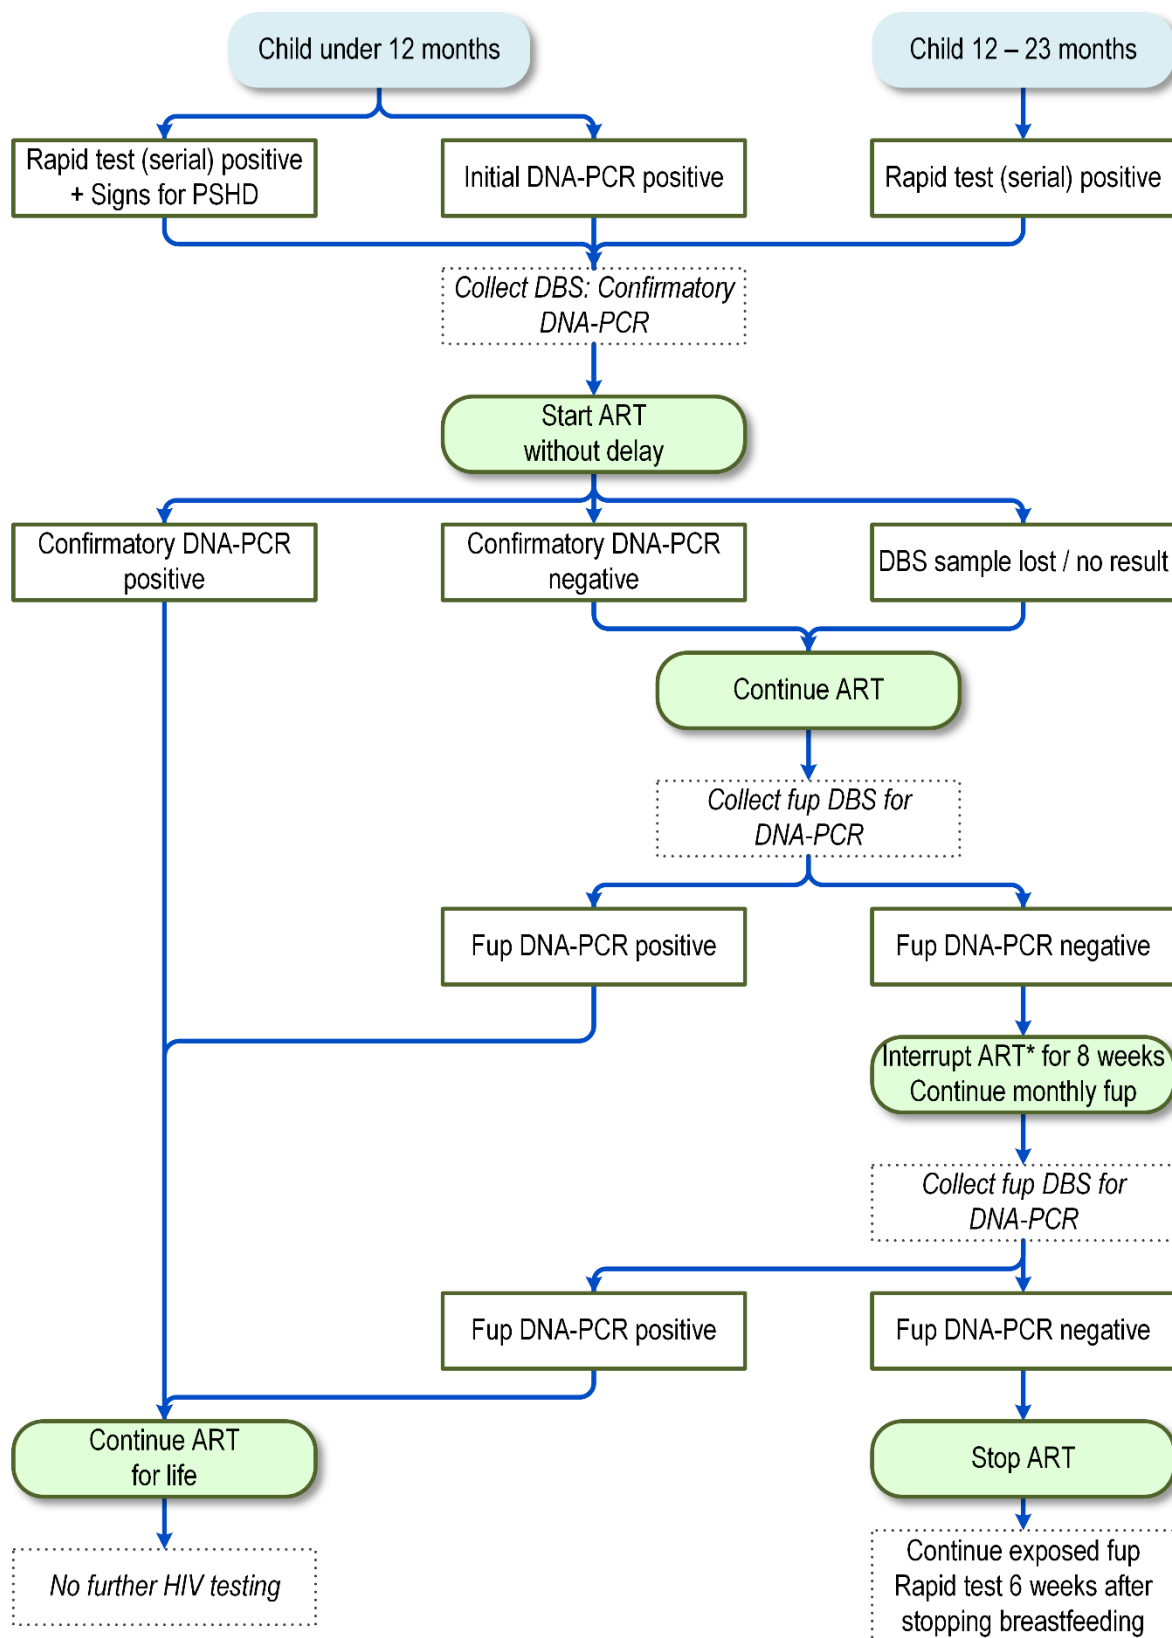 Child under 12 months
Child 12 – 23 months
Rapid test (serial) positive
+ Signs for PSHD
Initial DNA-PCR positive
Rapid test (serial) positive
Collect DBS: Confirmatory
DNA-PCR
Start ART
without delay
Confirmatory DNA-PCR
positive
Confirmatory DNA-PCR
negative
DBS sample lost / no result
Continue ART
Collect fup DBS for
DNA-PCR
Fup DNA-PCR positive
Fup DNA-PCR negative
Interrupt ART* for 8 weeks
Continue monthly fup
Collect fup DBS for
DNA-PCR
Fup DNA-PCR positive
Fup DNA-PCR negative
Continue ART
for life
Stop ART
No further HIV testing
Continue exposed fup
Rapid test 6 weeks after
stopping breastfeeding